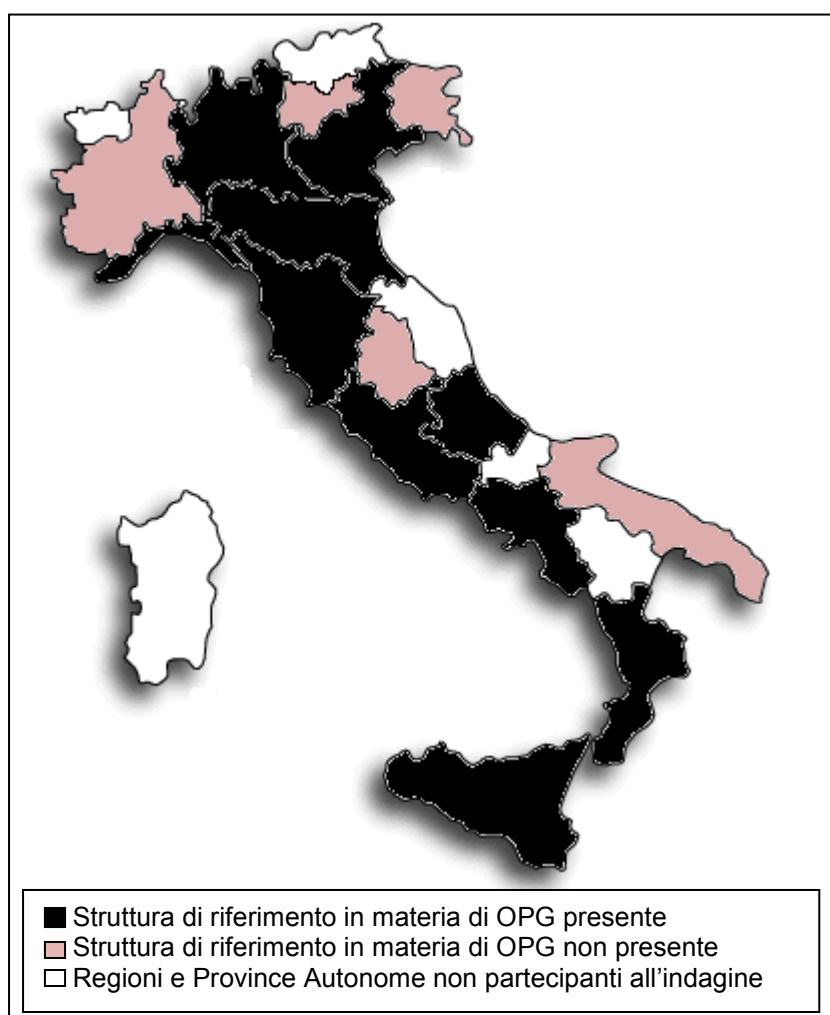 Struttura di riferimento in materia di OPG presente
Struttura di riferimento in materia di OPG non presente
Regioni e Province Autonome non partecipanti all'indagine